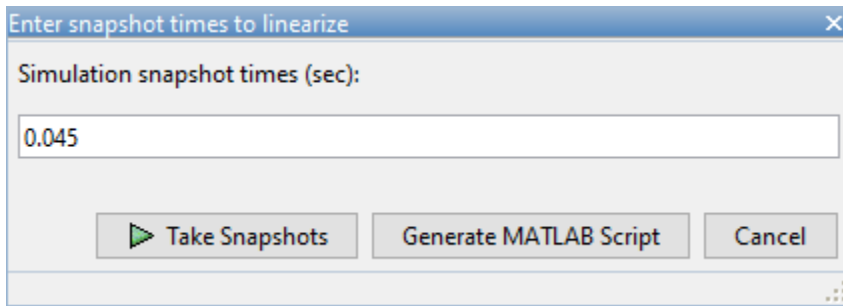 Enter snapshot times to linearize
Simulation snapshot times (sec):
0.045
Take Snapshots Generate MATLAB Script Cancel